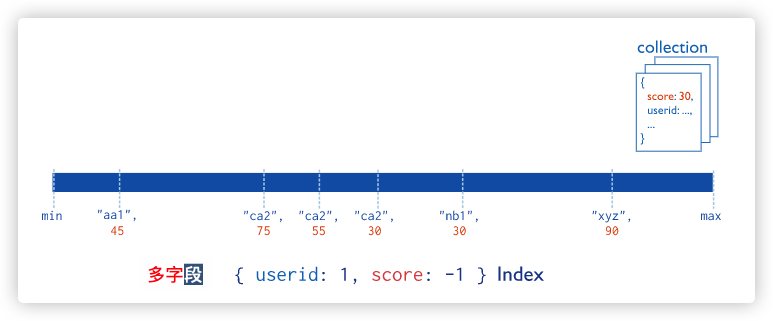 collection
{
score: 30,
userid: ...,
...
}
min "aa1", "ca2", "ca2", "ca2", "nb1", "xyz", max
45 75 55 30 30 90
多字段 { userid: 1, score: -1 } Index